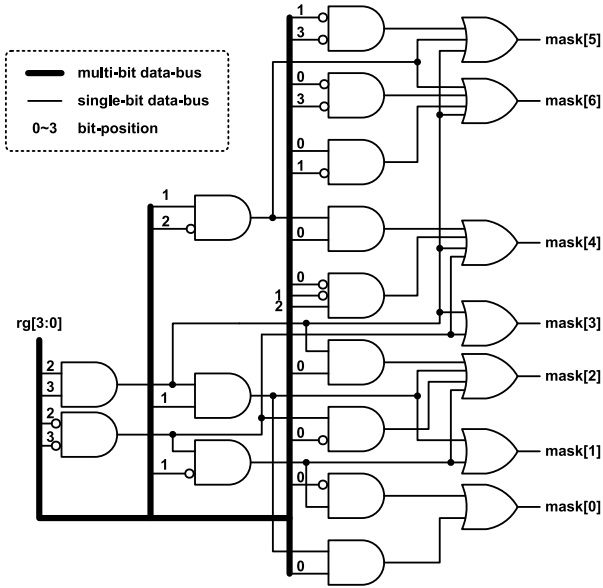 1
3
mask[5]
multi-bit data-bus
single-bit data-bus
0~3 bit-position
0
3
mask[6]
0
1
1
2
0
mask[4]
0
1
2
rg[3:0]
mask[3]
2
3
0
mask[2]
1
2
3
0
mask[1]
1
0
mask[0]
0